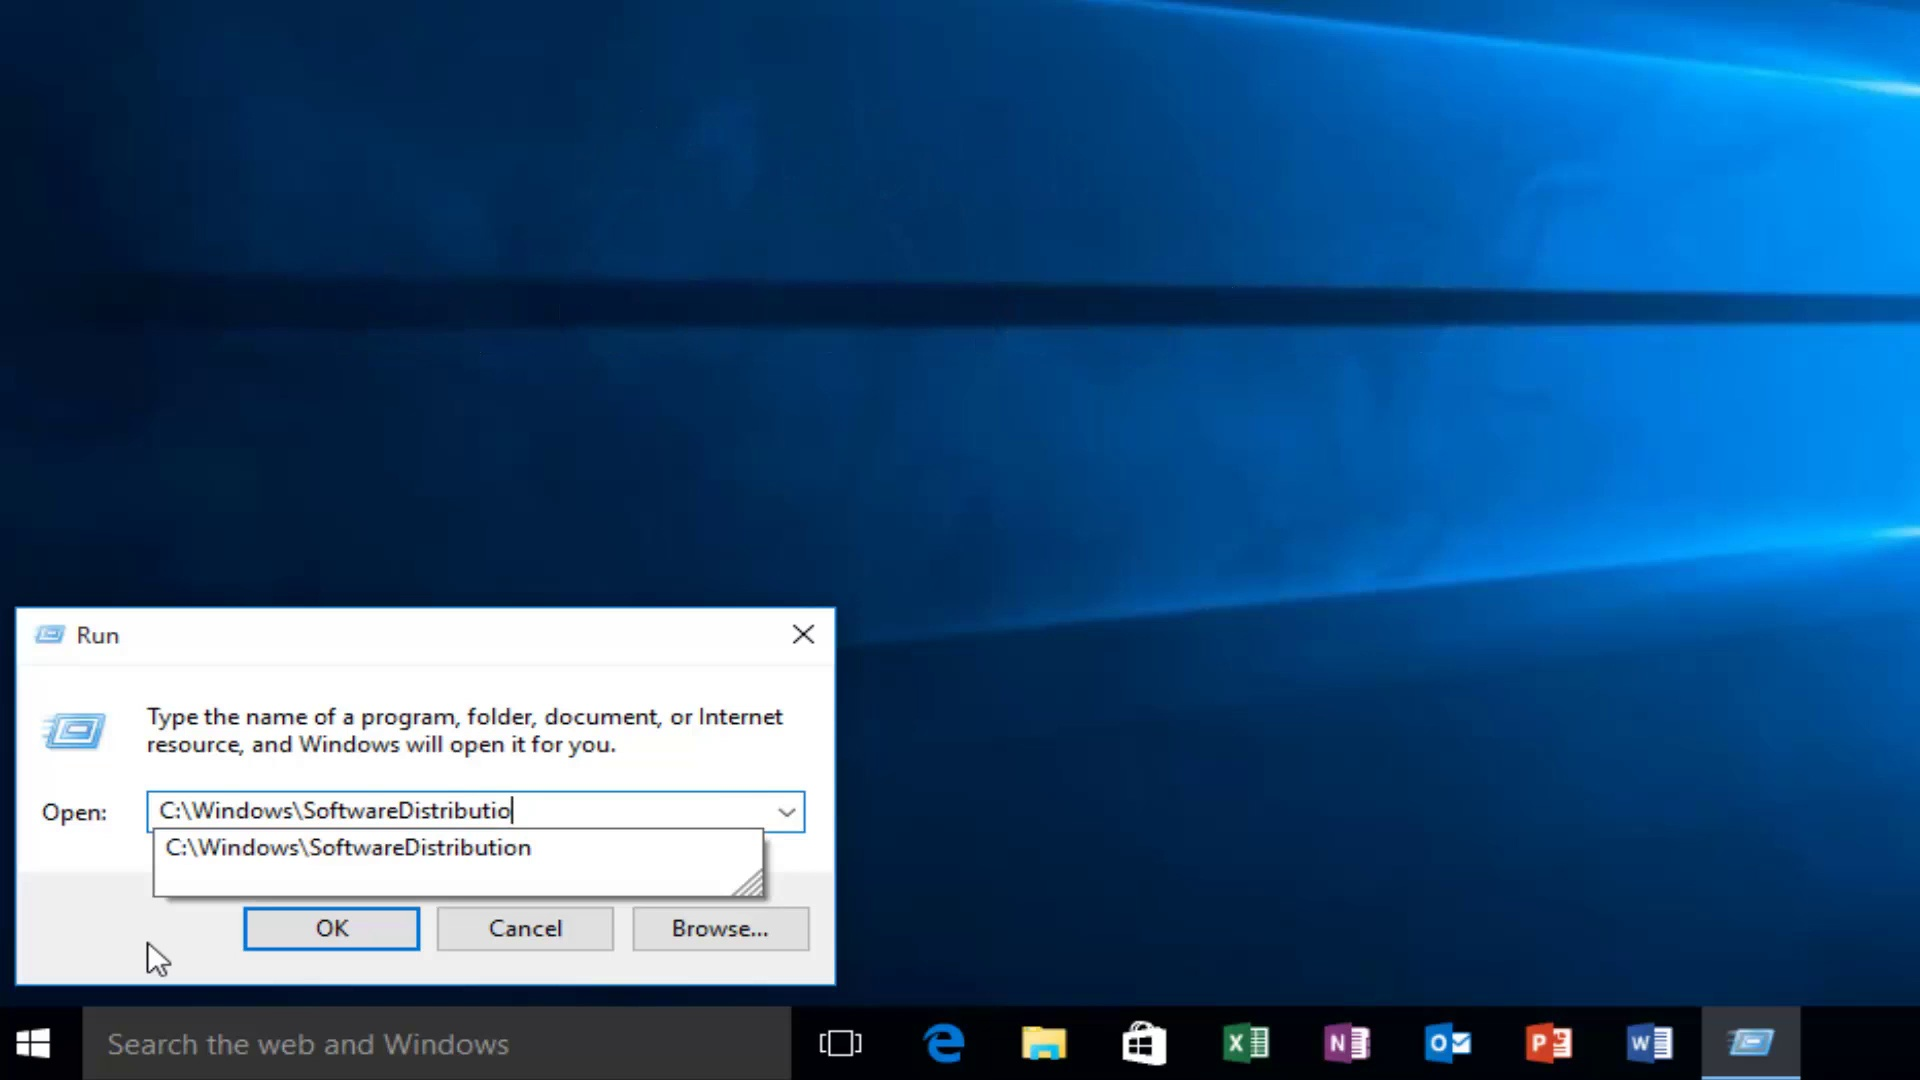 Run
Type the name of a program, folder, document, or Internet
resource, and Windows will open it for you.
Open:
C:\Windows\SoftwareDistributio
C:\Windows\SoftwareDistribution
OK
Cancel
Browse...
Search the web and Windows
X
N
O
P
W